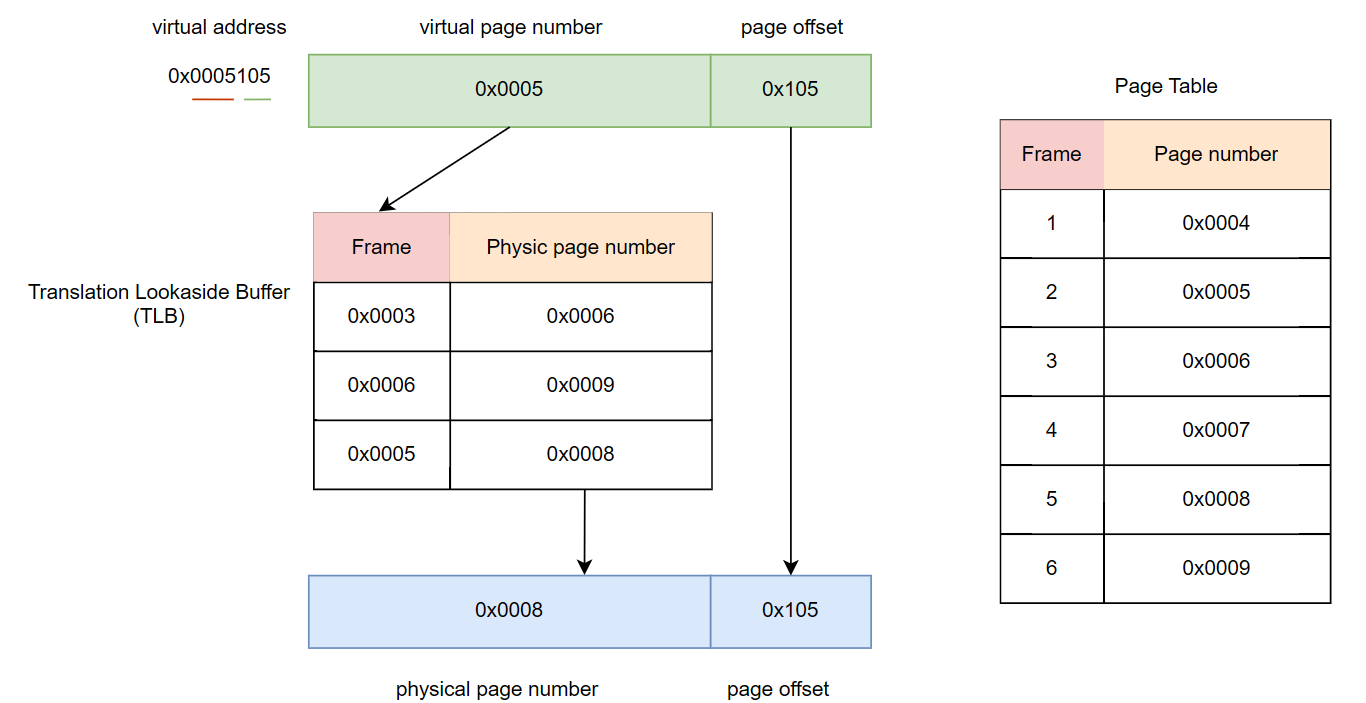 virtual address
virtual page number
page offset
0x0005105
0x0005
0x105
Page Table
Frame
Page number
1
0x0004
2
0x0005
3
0x0006
4
0x0007
5
0x0008
6
0x0009
Translation Lookaside Buffer
(TLB)
Frame
Physic page number
0x0003
0x0006
0x0006
0x0009
0x0005
0x0008
0x0008
0x105
physical page number
page offset